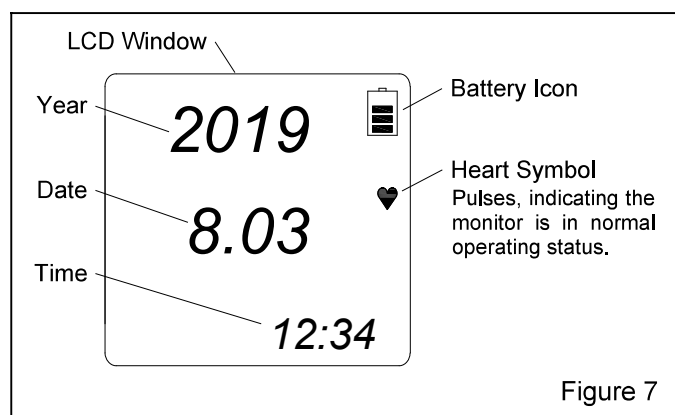 LCD Window
Year
2019
Battery Icon
Date
8.03
Heart Symbol
Pulses, indicating the
monitor is in normal
operating status.
Time
12:34
Figure 7